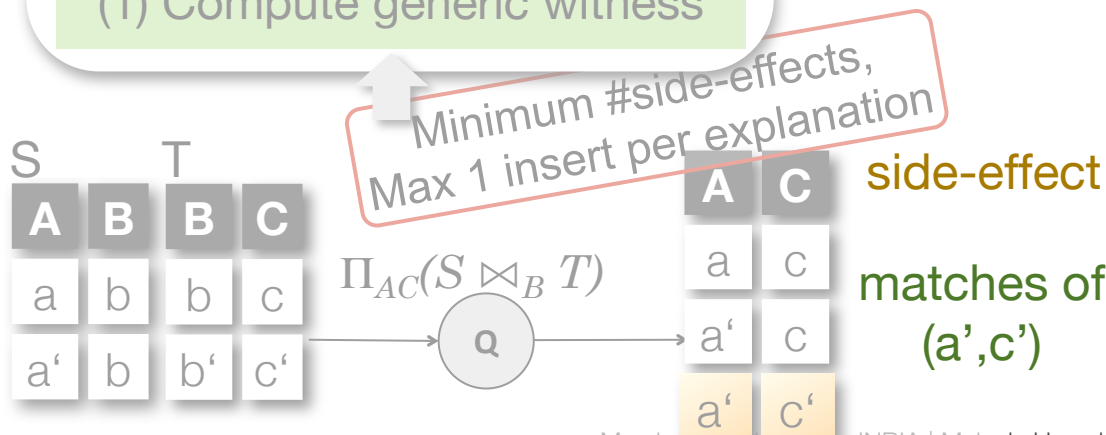 (1) Compute generic witness
Minimum #side-effects,
Max 1 insert per explanation
S T
A B B C
a b b c
a‘ b b‘ c‘
Π_AC(S ⋈_B T)
Q
A C
a c
a‘ c
a‘ c‘
side-effect
matches of
(a’,c’)